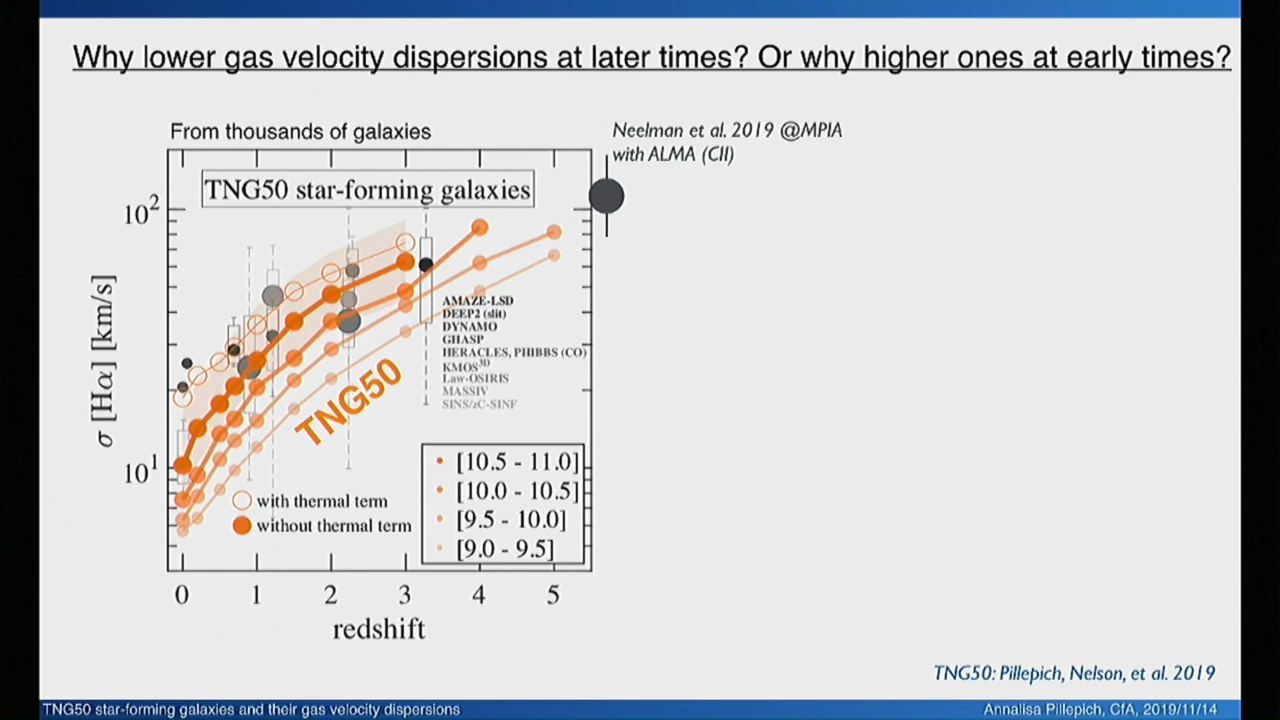 Why lower gas velocity dispersions at later times? Or why higher ones at early times?
From thousands of galaxies
Neelman et al. 2019 @MPIA
with ALMA (CII)
TNG50 star-forming galaxies
10²
σ [Hα] [km/s]
AMAZE-LSD
DEEP2 (slit)
DYNAMO
GHASP
HERACLES, PHIBBS (CO)
KMOS3D
Law-OSIRIS
MASSIV
SINS/zC-SINF
TNG50
10¹
[10.5 - 11.0]
[10.0 - 10.5]
[9.5 - 10.0]
[9.0 - 9.5]
with thermal term
without thermal term
0 1 2 3 4 5
redshift
TNG50: Pillepich, Nelson, et al. 2019
TNG50 star-forming galaxies and their gas velocity dispersions
Annalisa Pillepich, CfA, 2019/11/14